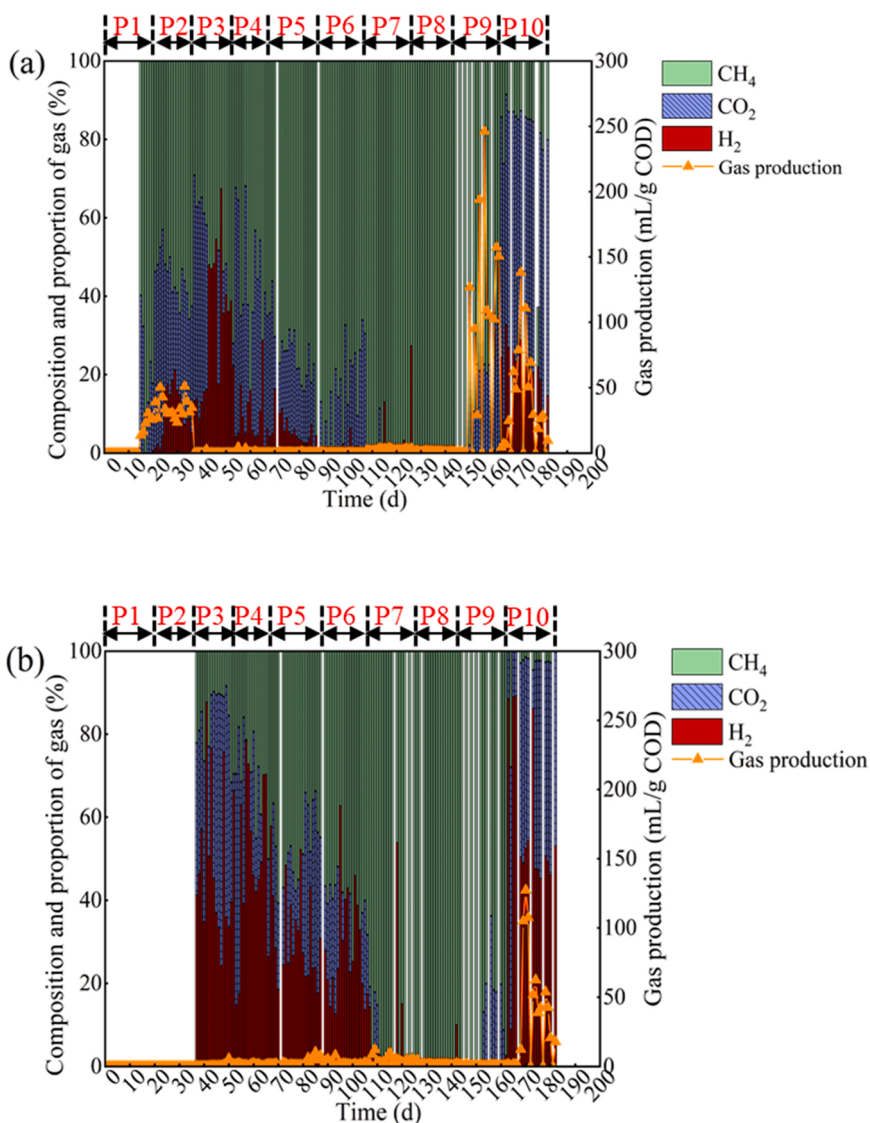 P1 P2 P3 P4 P5 P6 P7 P8 P9 P10
(a)
100
80
60
40
20
0
Composition and proportion of gas (%)
300
250
200
150
100
50
0
Gas production (mL/g COD)
CH4
CO2
H2
Gas production
0 10 20 30 40 50 60 70 80 90 100 110 120 130 140 150 160 170 180 190 200
Time (d)
P1 P2 P3 P4 P5 P6 P7 P8 P9 P10
(b)
100
80
60
40
20
0
Composition and proportion of gas (%)
300
250
200
150
100
50
0
Gas production (mL/g COD)
CH4
CO2
H2
Gas production
0 10 20 30 40 50 60 70 80 90 100 110 120 130 140 150 160 170 180 190 200
Time (d)